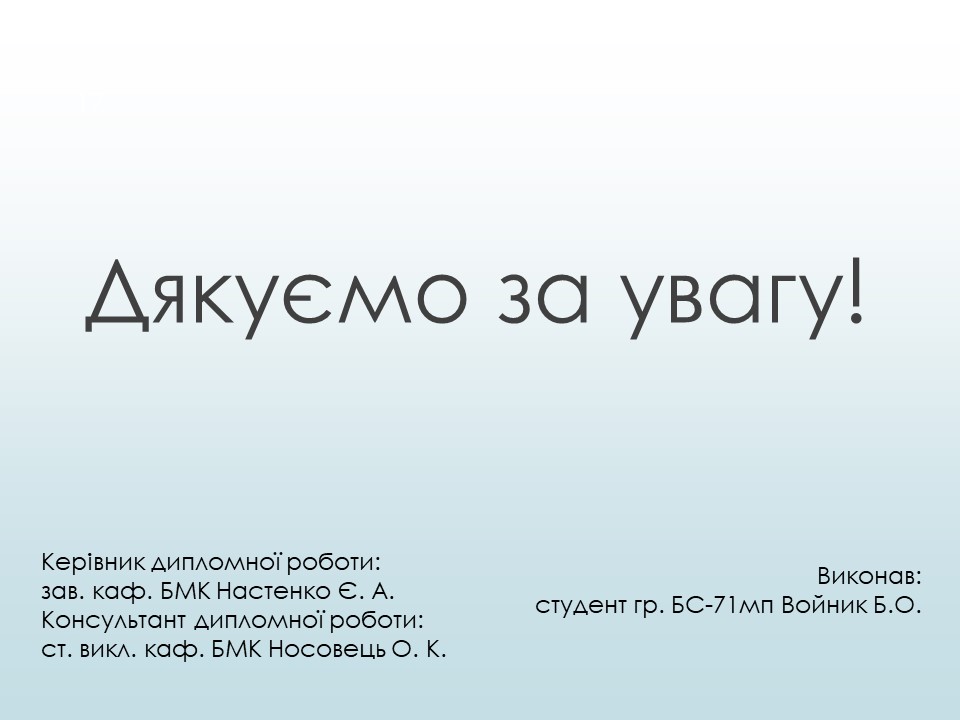 Дякуємо за увагу!
Керівник дипломної роботи:
зав. каф. БМК Настенко Є. А.
Консультант дипломної роботи:
ст. викл. каф. БМК Носовець О. К.
Виконав:
студент гр. БС-71мп Войник Б.О.